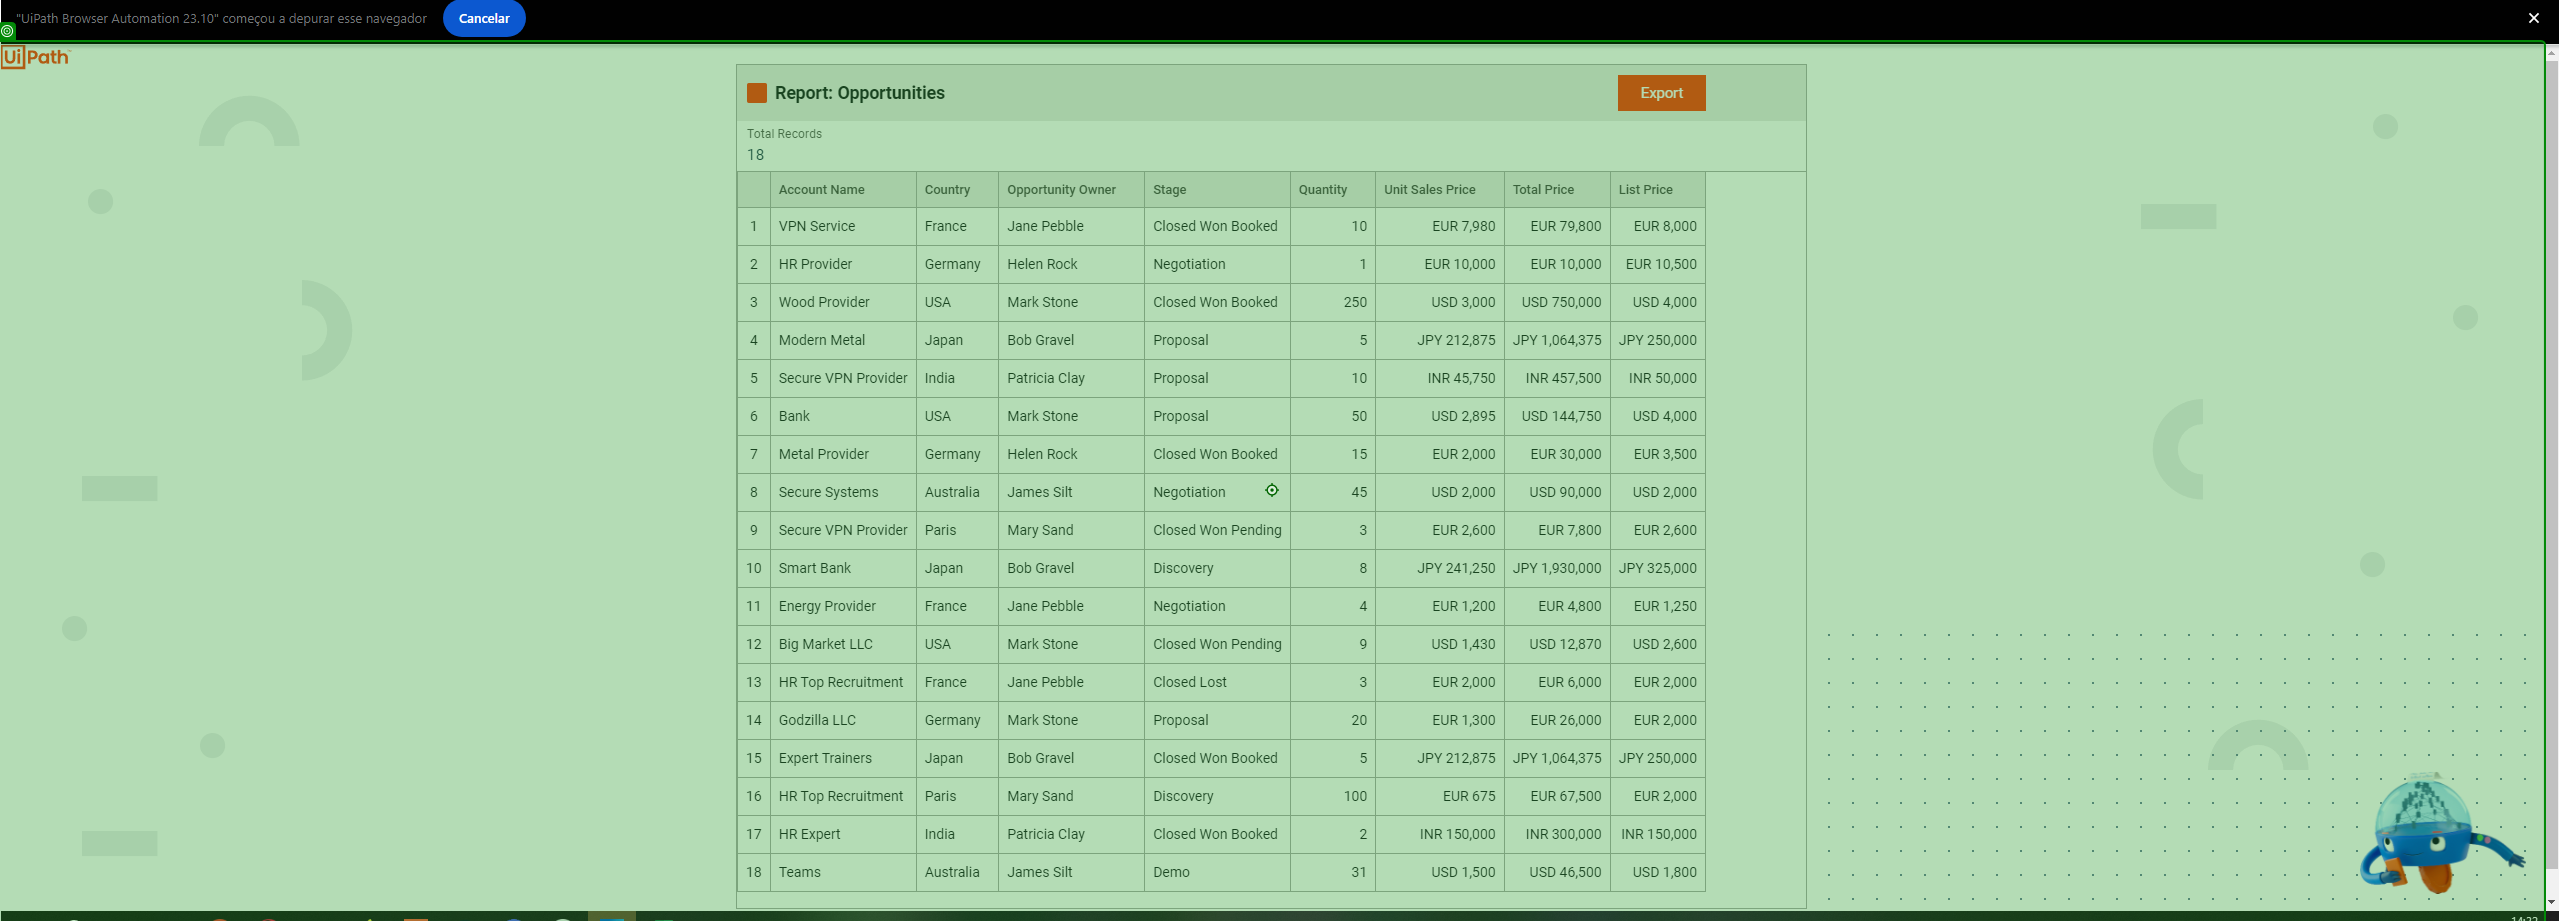 "UiPath Browser Automation 23.10" começou a depurar esse navegador Cancelar
UiPath
Report: Opportunities Export
Total Records
18
Account Name Country Opportunity Owner Stage Quantity Unit Sales Price Total Price List Price
1 VPN Service France Jane Pebble Closed Won Booked 10 EUR 7,980 EUR 79,800 EUR 8,000
2 HR Provider Germany Helen Rock Negotiation 1 EUR 10,000 EUR 10,000 EUR 10,500
3 Wood Provider USA Mark Stone Closed Won Booked 250 USD 3,000 USD 750,000 USD 4,000
4 Modern Metal Japan Bob Gravel Proposal 5 JPY 212,875 JPY 1,064,375 JPY 250,000
5 Secure VPN Provider India Patricia Clay Proposal 10 INR 45,750 INR 457,500 INR 50,000
6 Bank USA Mark Stone Proposal 50 USD 2,895 USD 144,750 USD 4,000
7 Metal Provider Germany Helen Rock Closed Won Booked 15 EUR 2,000 EUR 30,000 EUR 3,500
8 Secure Systems Australia James Silt Negotiation 45 USD 2,000 USD 90,000 USD 2,000
9 Secure VPN Provider Paris Mary Sand Closed Won Pending 3 EUR 2,600 EUR 7,800 EUR 2,600
10 Smart Bank Japan Bob Gravel Discovery 8 JPY 241,250 JPY 1,930,000 JPY 325,000
11 Energy Provider France Jane Pebble Negotiation 4 EUR 1,200 EUR 4,800 EUR 1,250
12 Big Market LLC USA Mark Stone Closed Won Pending 9 USD 1,430 USD 12,870 USD 2,600
13 HR Top Recruitment France Jane Pebble Closed Lost 3 EUR 2,000 EUR 6,000 EUR 2,000
14 Godzilla LLC Germany Mark Stone Proposal 20 EUR 1,300 EUR 26,000 EUR 2,000
15 Expert Trainers Japan Bob Gravel Closed Won Booked 5 JPY 212,875 JPY 1,064,375 JPY 250,000
16 HR Top Recruitment Paris Mary Sand Discovery 100 EUR 675 EUR 67,500 EUR 2,000
17 HR Expert India Patricia Clay Closed Won Booked 2 INR 150,000 INR 300,000 INR 150,000
18 Teams Australia James Silt Demo 31 USD 1,500 USD 46,500 USD 1,800